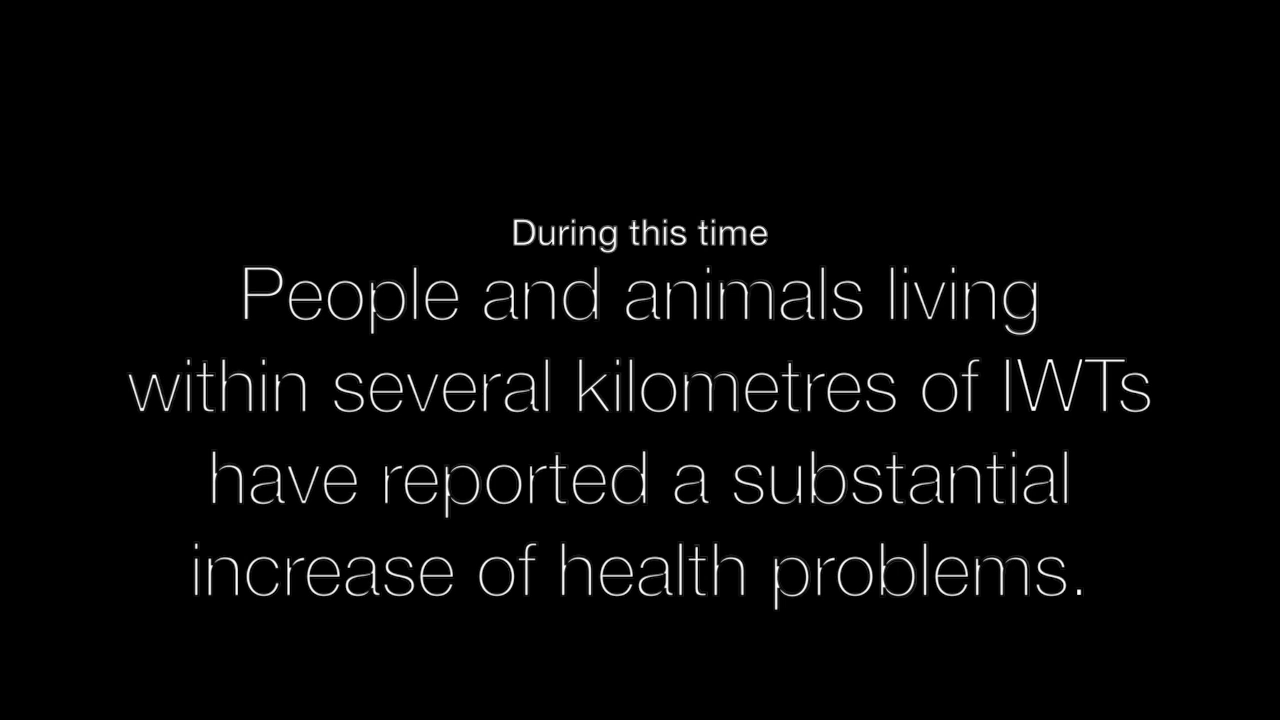 During this time
People and animals living
within several kilometres of IWTs
have reported a substantial
increase of health problems.